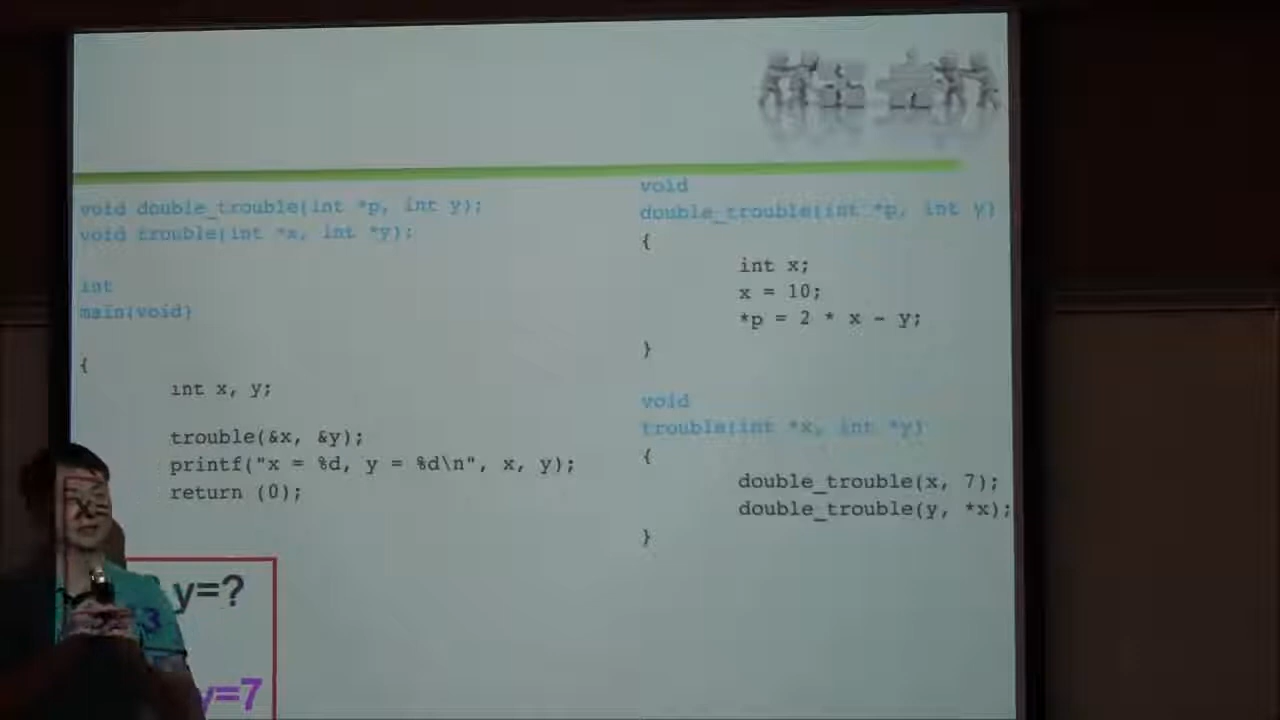 void double_trouble(int *p, int y);
void trouble(int *x, int *y);
int
main(void)
{
int x, y;
trouble(&x, &y);
printf("x = %d, y = %d\n", x, y);
return (0);
y=?
y=7
void
double_trouble(int *p, int y)
{
int x;
x = 10;
*p = 2 * x - y;
}
void
trouble(int *x, int *y)
{
double_trouble(x, 7);
double_trouble(y, *x);
}